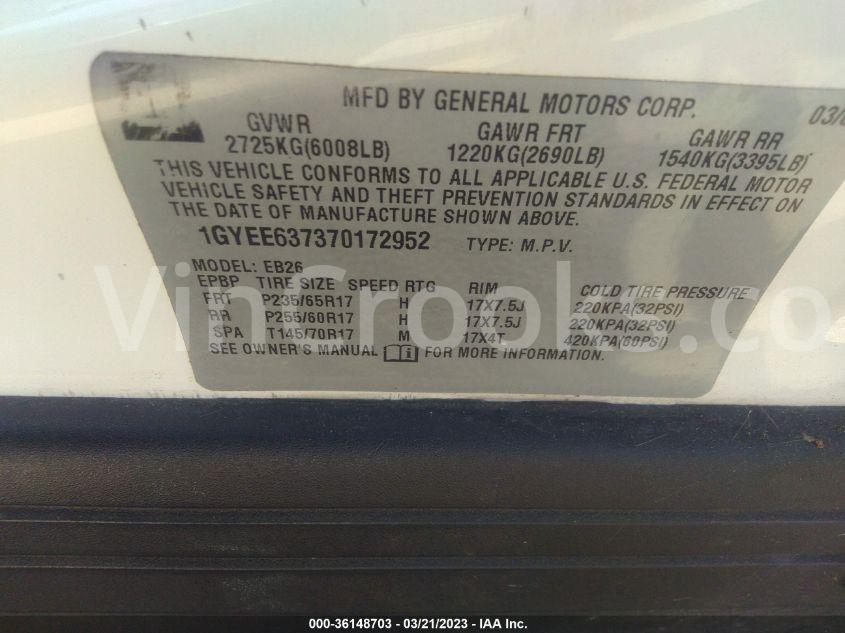 MFD BY GENERAL MOTORS CORP.
GVWR GAWR FRT GAWR RR
2725KG(6008LB) 1220KG(2690LB) 1540KG(3395LB)
THIS VEHICLE CONFORMS TO ALL APPLICABLE U.S. FEDERAL MOTOR
VEHICLE SAFETY AND THEFT PREVENTION STANDARDS IN EFFECT ON
THE DATE OF MANUFACTURE SHOWN ABOVE.
1GYEE637370172952 TYPE: M.P.V.
MODEL: EB26
EPBP TIRE SIZE SPEED RTG RIM COLD TIRE PRESSURE
FRT P235/65R17 H 17X7.5J 220KPA(32PSI)
RR P255/60R17 H 17X7.5J 220KPA(32PSI)
SPA T145/70R17 M 17X4T 420KPA(60PSI)
SEE OWNER'S MANUAL FOR MORE INFORMATION.
VinCrooks.com
000-36148703 - 03/21/2023 - IAA Inc.